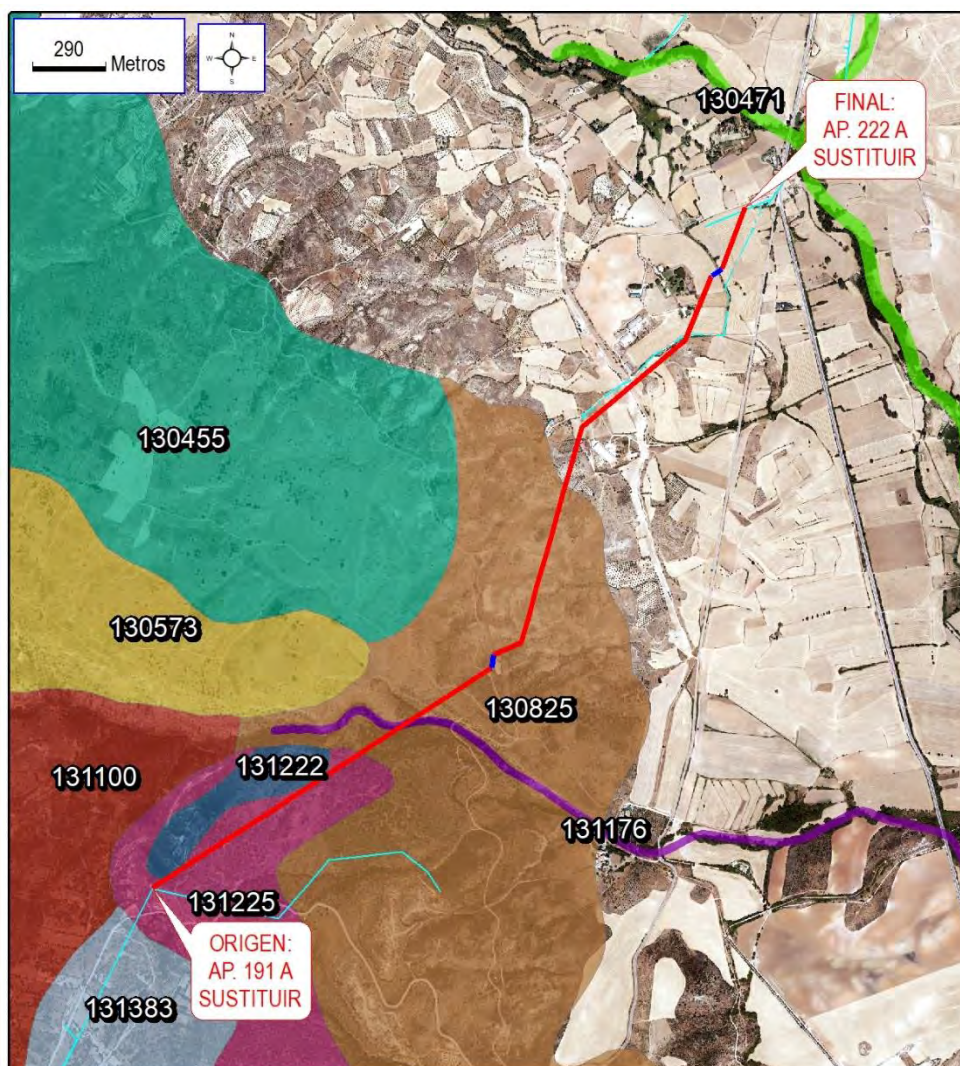 290
Metros
N
W E
S
130471
FINAL:
AP. 222 A
SUSTITUIR
130455
130573
130825
131100
131222
131176
131225
ORIGEN:
AP. 191 A
SUSTITUIR
131383